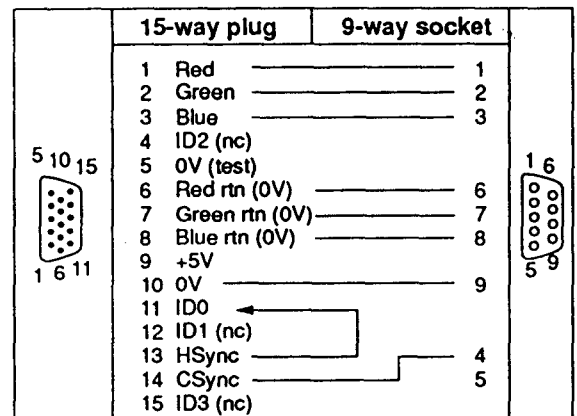 15-way plug 9-way socket
1 Red 1
2 Green 2
3 Blue 3
4 ID2 (nc)
5 0V (test)
6 Red rtn (0V) 6
7 Green rtn (0V) 7
8 Blue rtn (0V) 8
9 +5V
10 0V 9
11 ID0
12 ID1 (nc)
13 HSync 4
14 CSync 5
15 ID3 (nc)
5 10 15
1 6 11
1 6
5 9